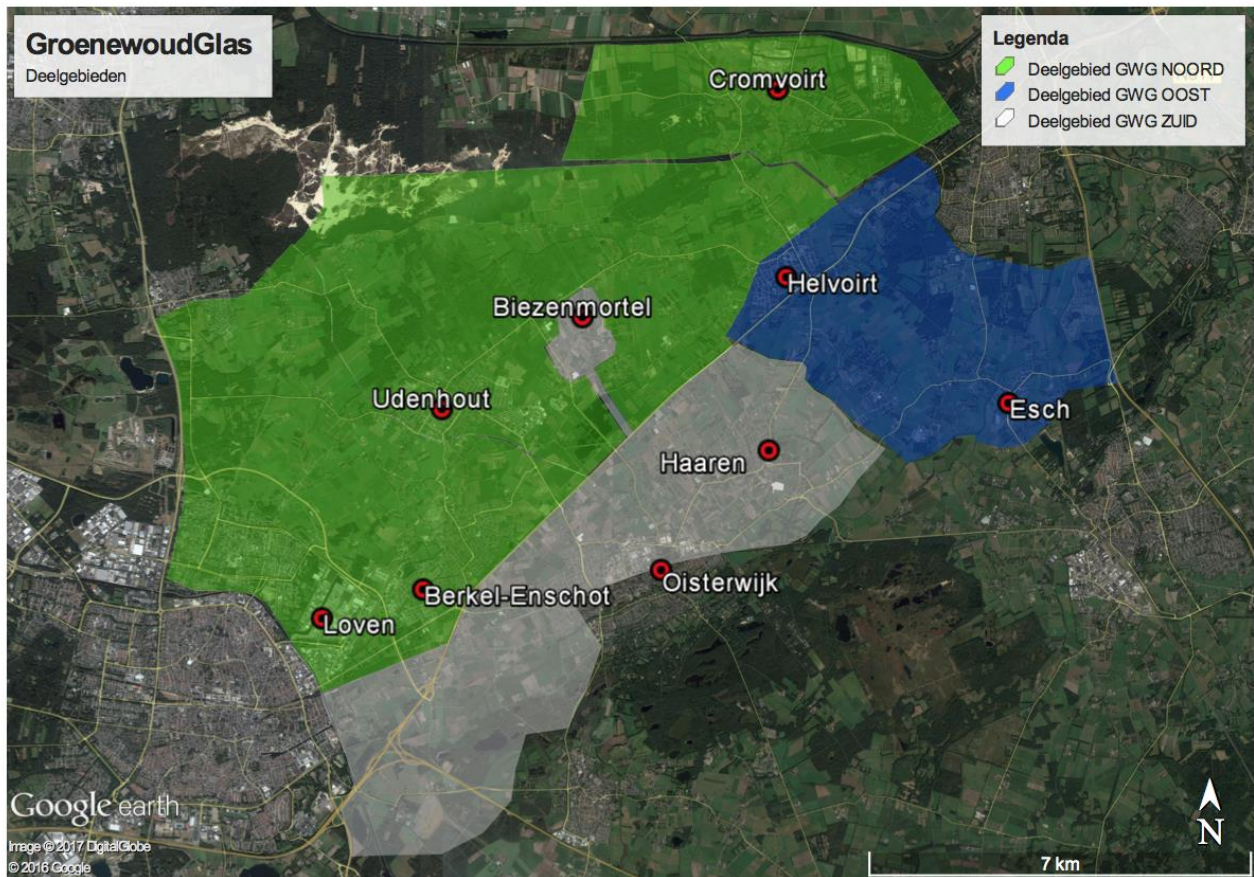 GroenewoudGlas
Deelgebieden
Legenda
Deelgebied GWG NOORD
Deelgebied GWG OOST
Deelgebied GWG ZUID
Cromvoirt
Helvoirt
Biezenmortel
Udenhout
Esch
Haaren
Oisterwijk
Berkel-Enschot
Loven
Google earth
Image © 2017 DigitalGlobe
© 2016 Google
N
7 km